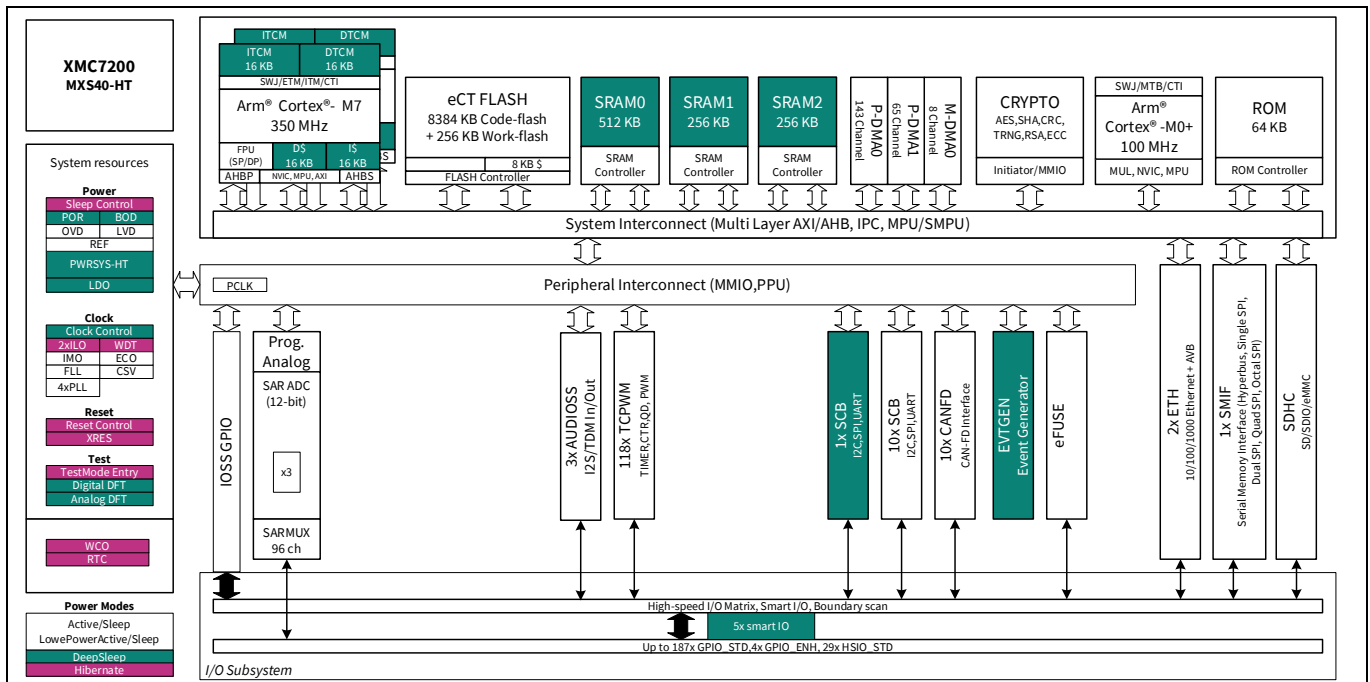 XMC7200
MXS40-HT
System resources
Power
Sleep Control
POR BOD
OVD LVD
REF
PWRSYS-HT
LDO
Clock
Clock Control
2xILO WDT
IMO ECO
FLL CSV
4xPLL
Reset
Reset Control
XRES
Test
TestMode Entry
Digital DFT
Analog DFT
WCO
RTC
Power Modes
Active/Sleep
LowePowerActive/Sleep
DeepSleep
Hibernate
ITCM DTCM
ITCM
16 KB
DTCM
16 KB
SWJ/ETM/ITM/CTI
Arm® Cortex®- M7
350 MHz
FPU
(SP/DP)
D$
16 KB
I$
16 KB
AHBP
NVIC, MPU, AXI
AHBS
BS
eCT FLASH
8384 KB Code-flash
+ 256 KB Work-flash
8 KB $
FLASH Controller
SRAM0
512 KB
SRAM Controller
SRAM1
256 KB
SRAM Controller
SRAM2
256 KB
SRAM Controller
P-DMA0
143 Channel
P-DMA1
65 Channel
M-DMA0
8 Channel
CRYPTO
AES,SHA,CRC,
TRNG,RSA,ECC
Initiator/MMIO
SWJ/MTB/CTI
Arm®
Cortex® -M0+
100 MHz
MUL, NVIC, MPU
ROM
64 KB
ROM Controller
System Interconnect (Multi Layer AXI/AHB, IPC, MPU/SMPU)
PCLK
Peripheral Interconnect (MMIO,PPU)
IOSS GPIO
Prog.
Analog
SAR ADC
(12-bit)
x3
SARMUX
96 ch
3x AUDIOSS
I2S/TDM In/Out
118x TCPWM
TIMER,CTR,QD, PWM
1x SCB
I2C,SPI,UART
10x SCB
I2C,SPI,UART
10x CANFD
CAN-FD Interface
EVTGEN
Event Generator
eFUSE
2x ETH
10/100/1000 Ethernet + AVB
1x SMIF
Serial Memory Interface (Hyperbus, Single SPI,
Dual SPI, Quad SPI, Octal SPI)
SDHC
SD/SDIO/eMMC
High-speed I/O Matrix, Smart I/O, Boundary scan
5x smart IO
Up to 187x GPIO_STD,4x GPIO_ENH, 29x HSIO_STD
I/O Subsystem